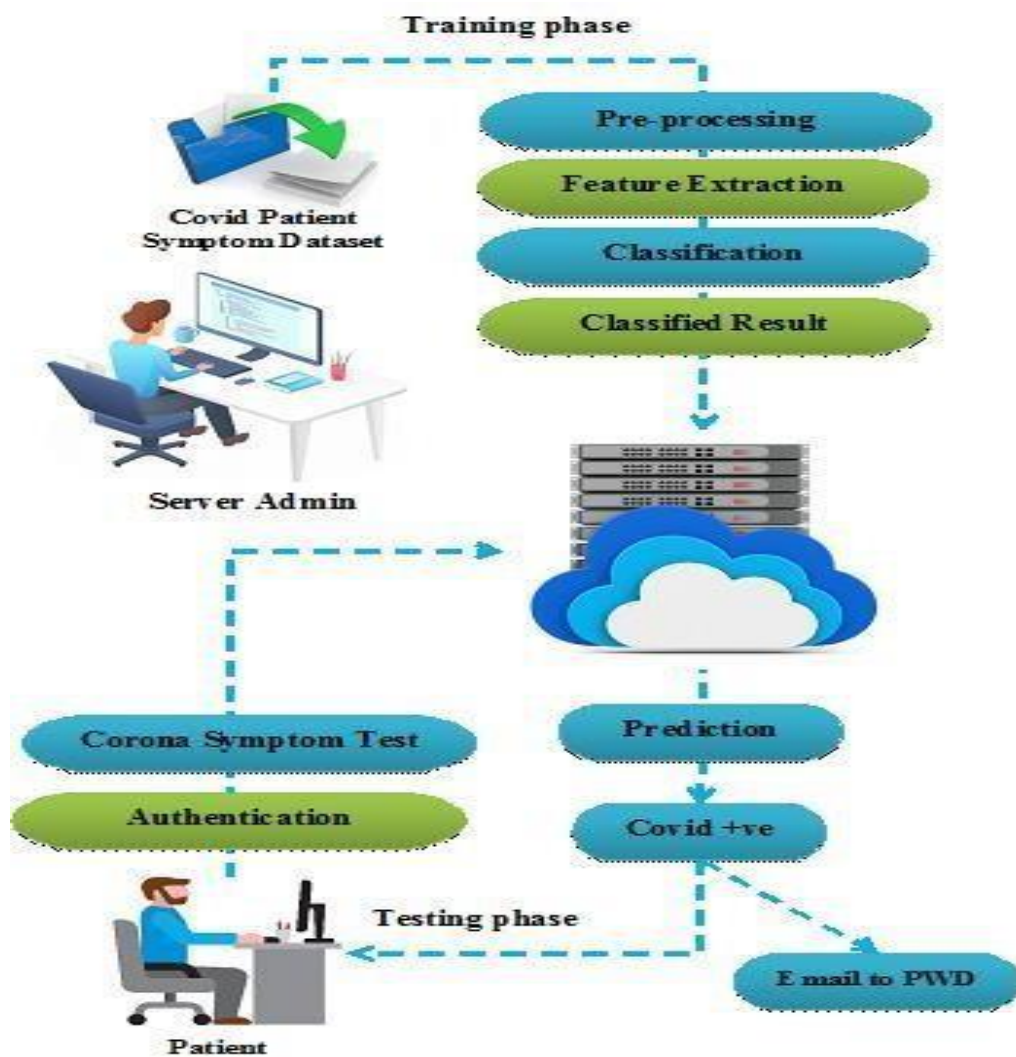 Training phase
Pre-processing
Feature Extraction
Classification
Classified Result
Covid Patient
Symptom Dataset
Server Admin
Corona Symptom Test
Authentication
Prediction
Covid +ve
Testing phase
Email to PWD
Patient